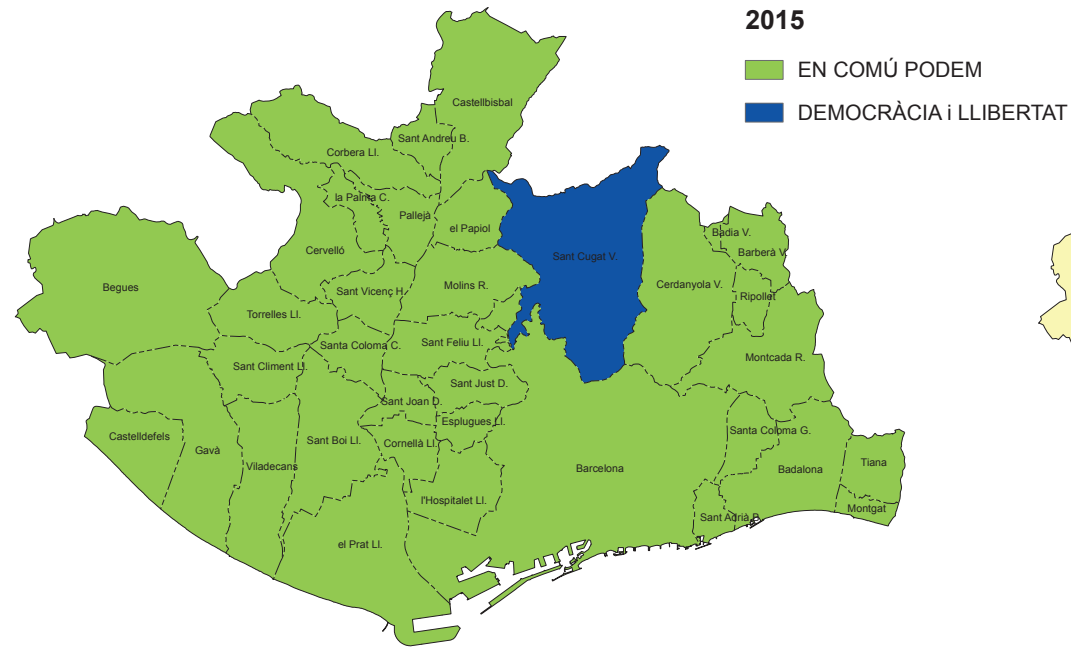 2015
EN COMÚ PODEM
DEMOCRÀCIA i LLIBERTAT
Castellbisbal
Sant Andreu B.
Corbera Ll.
la Palma C.
Pallejà
el Papiol
Badia V.
Barberà V.
Cervelló
Sant Cugat V.
Begues
Sant Vicenç H.
Molins R.
Cerdanyola V.
Ripollet
Torrelles Ll.
Santa Coloma C.
Sant Feliu Ll.
Montcada R.
Sant Climent Ll.
Sant Just D.
Sant Joan D.
Castelldefels
Gavà
Viladecans
Sant Boi Ll.
Cornellà Ll.
Esplugues Ll.
Santa Coloma G.
Barcelona
Badalona
Tiana
l'Hospitalet Ll.
Montgat
Sant Adrià B.
el Prat Ll.